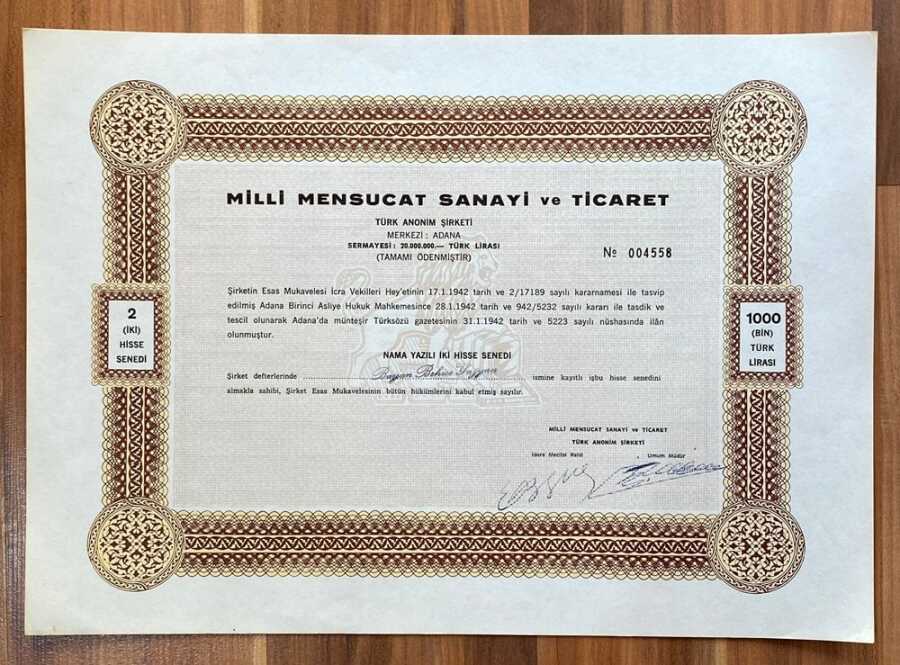 MİLLİ MENSUCAT SANAYİ ve TİCARET
TÜRK ANONİM ŞİRKETİ
MERKEZİ : ADANA
SERMAYESİ : 20.000.000.— TÜRK LİRASI
(TAMAMI ÖDENMİŞTİR)
№ 004558
Şirketin Esas Mukavelesi İcra Vekilleri Hey'etinin 17.1.1942 tarih ve 2/17189 sayılı kararnamesi ile tasvip
edilmiş Adana Birinci Asliye Hukuk Mahkemesince 28.1.1942 tarih ve 942/5232 sayılı kararı ile tasdik ve
tescil olunarak Adana'da münteşir Türksözü gazetesinin 31.1.1942 tarih ve 5223 sayılı nüshasında ilân
olunmuştur.
2
(İKİ)
HİSSE
SENEDİ
1000
(BİN)
TÜRK
LİRASI
NAMA YAZILI İKİ HİSSE SENEDİ
Şirket defterlerinde Bayan Behice ismine kayıtlı işbu hisse senedini
almakla sahibi, Şirket Esas Mukavelesinin bütün hükümlerini kabul etmiş sayılır.
MİLLİ MENSUCAT SANAYİ ve TİCARET
TÜRK ANONİM ŞİRKETİ
İdare Meclisi Reisi Umum Müdür